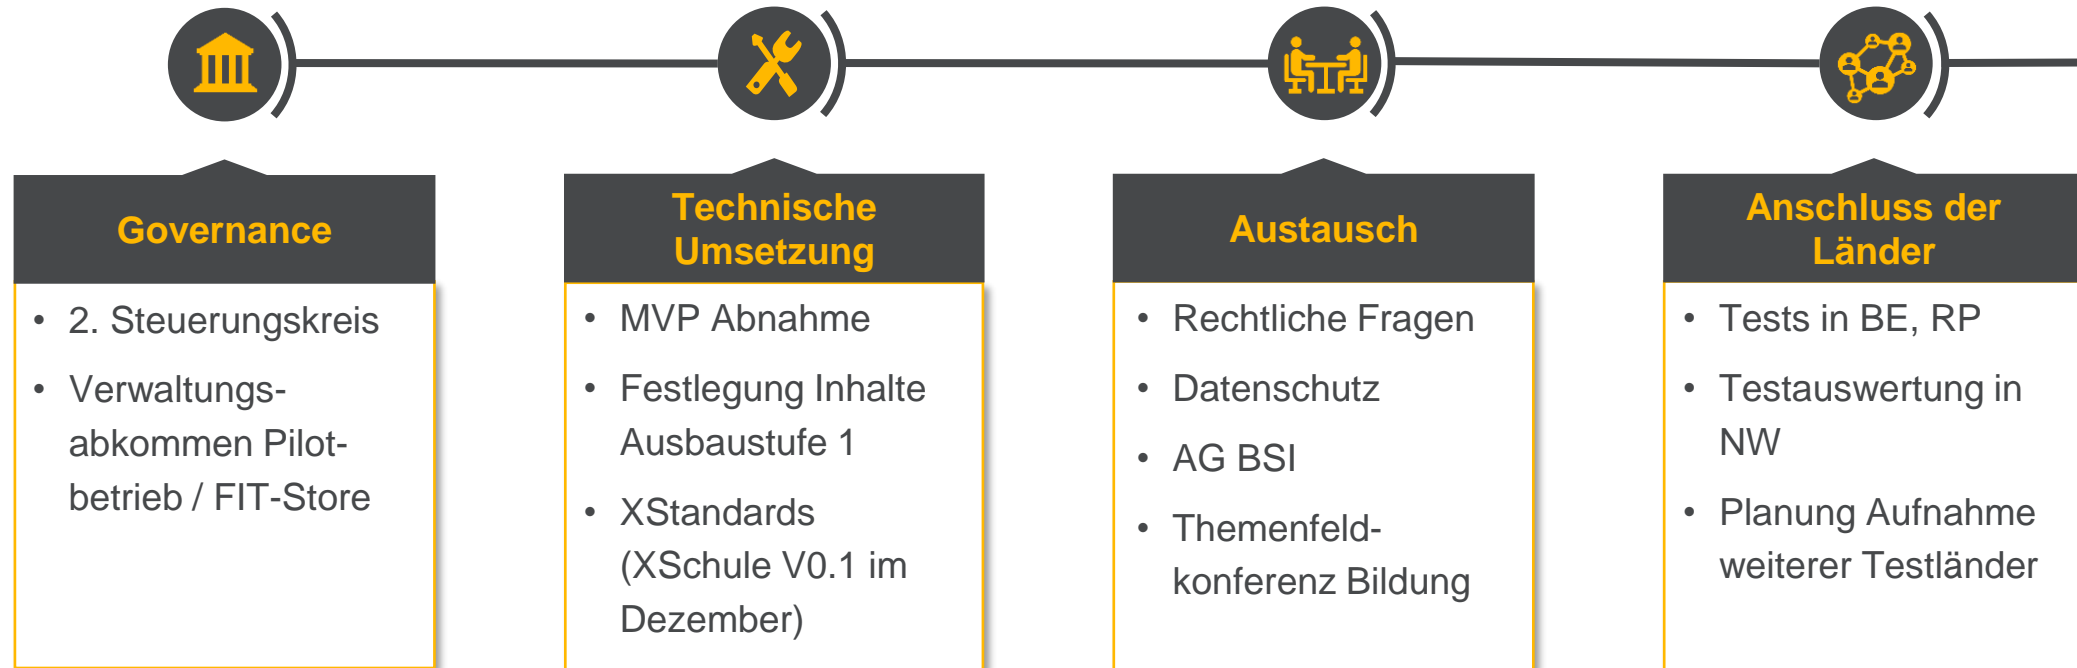 Governance
• 2. Steuerungskreis
• Verwaltungs-
abkommen Pilot-
betrieb / FIT-Store
Technische
Umsetzung
• MVP Abnahme
• Festlegung Inhalte
Ausbaustufe 1
• XStandards
(XSchule V0.1 im
Dezember)
Austausch
• Rechtliche Fragen
• Datenschutz
• AG BSI
• Themenfeld-
konferenz Bildung
Anschluss der
Länder
• Tests in BE, RP
• Testauswertung in
NW
• Planung Aufnahme
weiterer Testländer